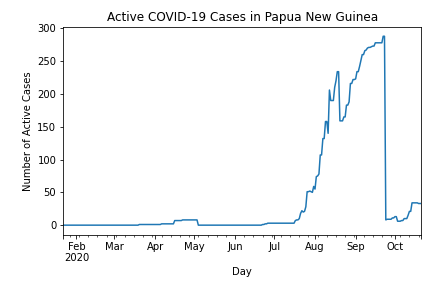 Active COVID-19 Cases in Papua New Guinea
300
250
200
150
100
50
0
Number of Active Cases
Feb Mar Apr May Jun Jul Aug Sep Oct
2020
Day